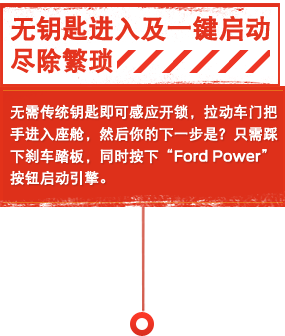 无钥匙进入及一键启动
尽除繁琐
无需传统钥匙即可感应开锁，拉动车门把
手进入座舱，然后你的下一步是？只需踩
下刹车踏板，同时按下“Ford Power”
按钮启动引擎。